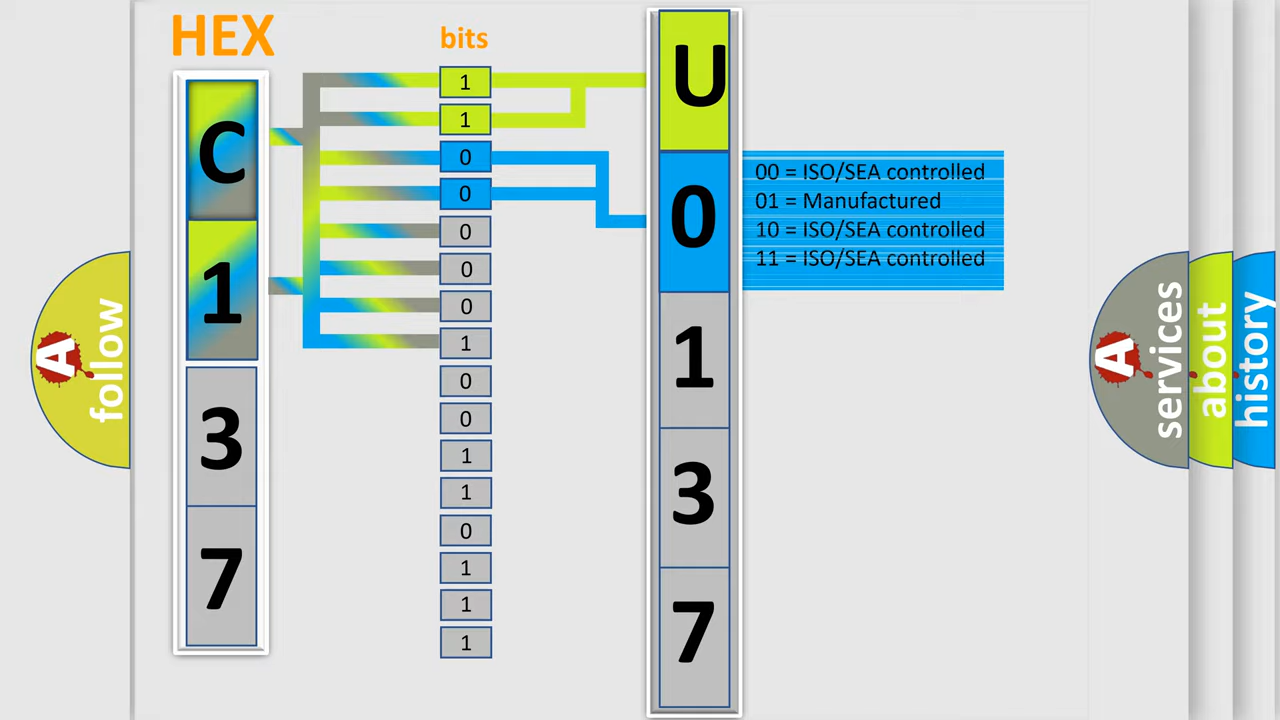 HEX
bits
C
1
3
7
1
1
0
0
0
0
0
1
0
0
1
1
0
1
1
1
U
0
1
3
7
00 = ISO/SEA controlled
01 = Manufactured
10 = ISO/SEA controlled
11 = ISO/SEA controlled
A
follow
A
services
about
history